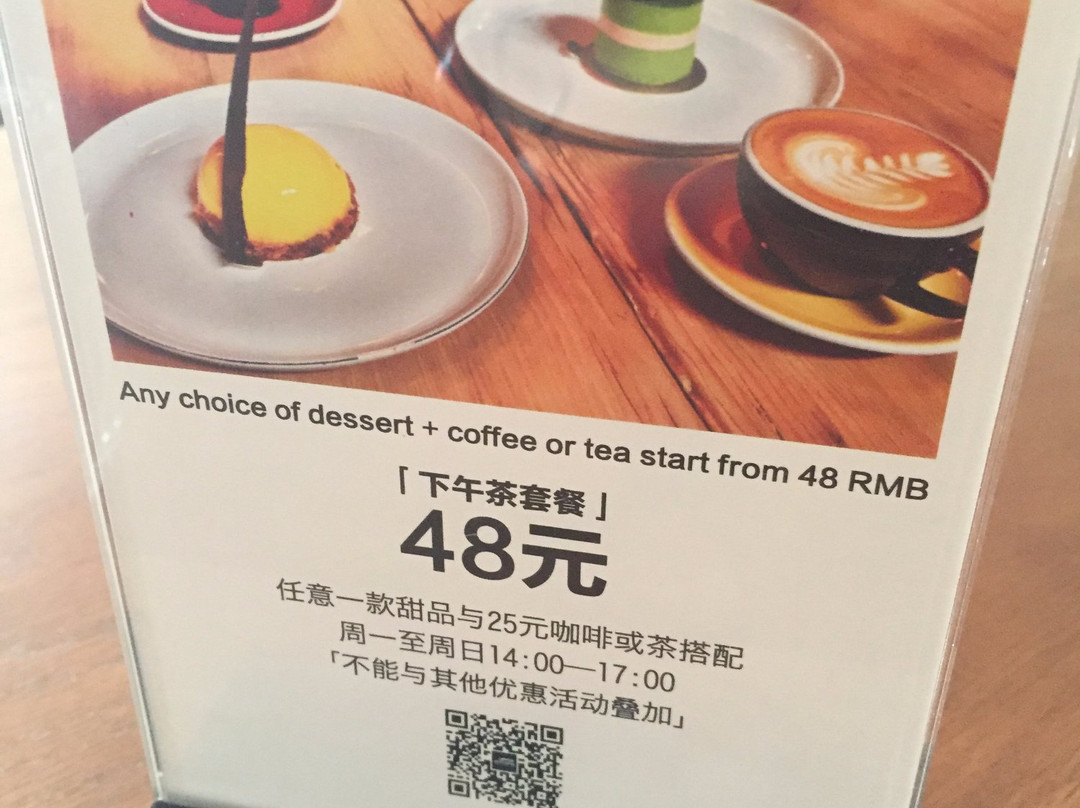 Any choice of dessert + coffee or tea start from 48 RMB
「下午茶套餐」
48元
任意一款甜品与25元咖啡或茶搭配
周一至周日14:00—17:00
「不能与其他优惠活动叠加」